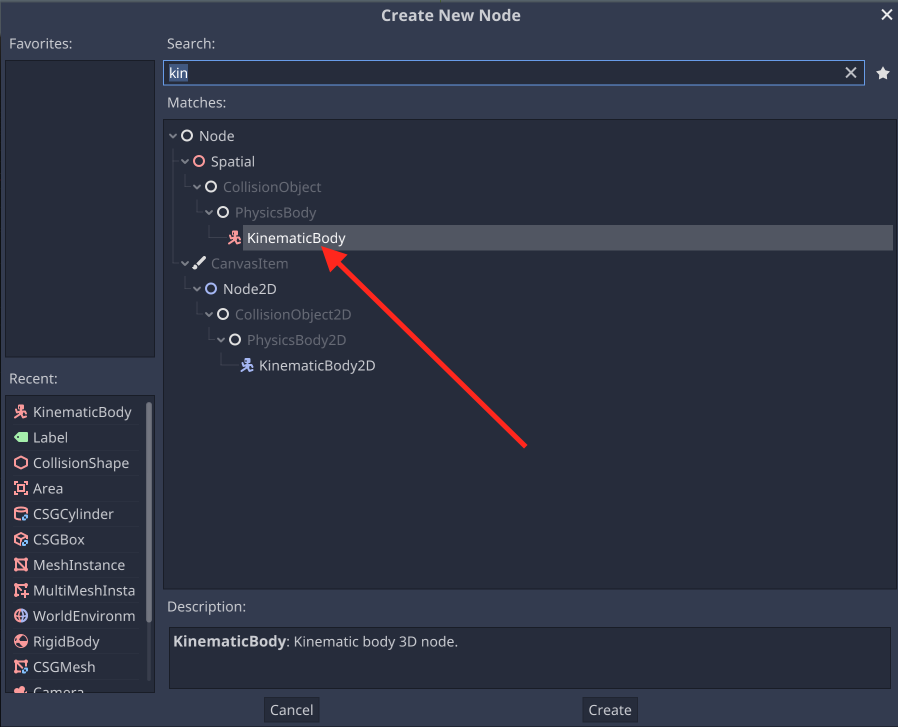 Create New Node
Favorites:
Search:
kin
Matches:
Node
Spatial
CollisionObject
PhysicsBody
KinematicBody
CanvasItem
Node2D
CollisionObject2D
PhysicsBody2D
KinematicBody2D
Recent:
KinematicBody
Label
CollisionShape
Area
CSGCylinder
CSGBox
MeshInstance
MultiMeshInsta
WorldEnvironm
RigidBody
CSGMesh
Camera
Description:
KinematicBody: Kinematic body 3D node.
Cancel
Create